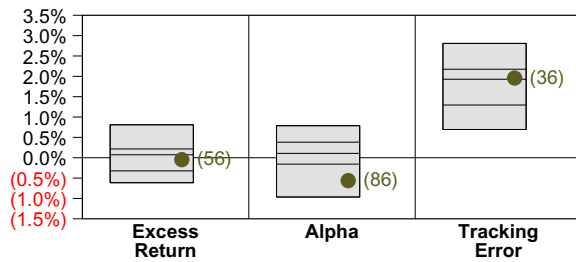 3.5%
3.0%
2.5%
2.0%
1.5%
1.0%
0.5%
0.0%
(0.5%)
(1.0%)
(1.5%)
(56)
(86)
(36)
Excess
Return
Alpha
Tracking
Error